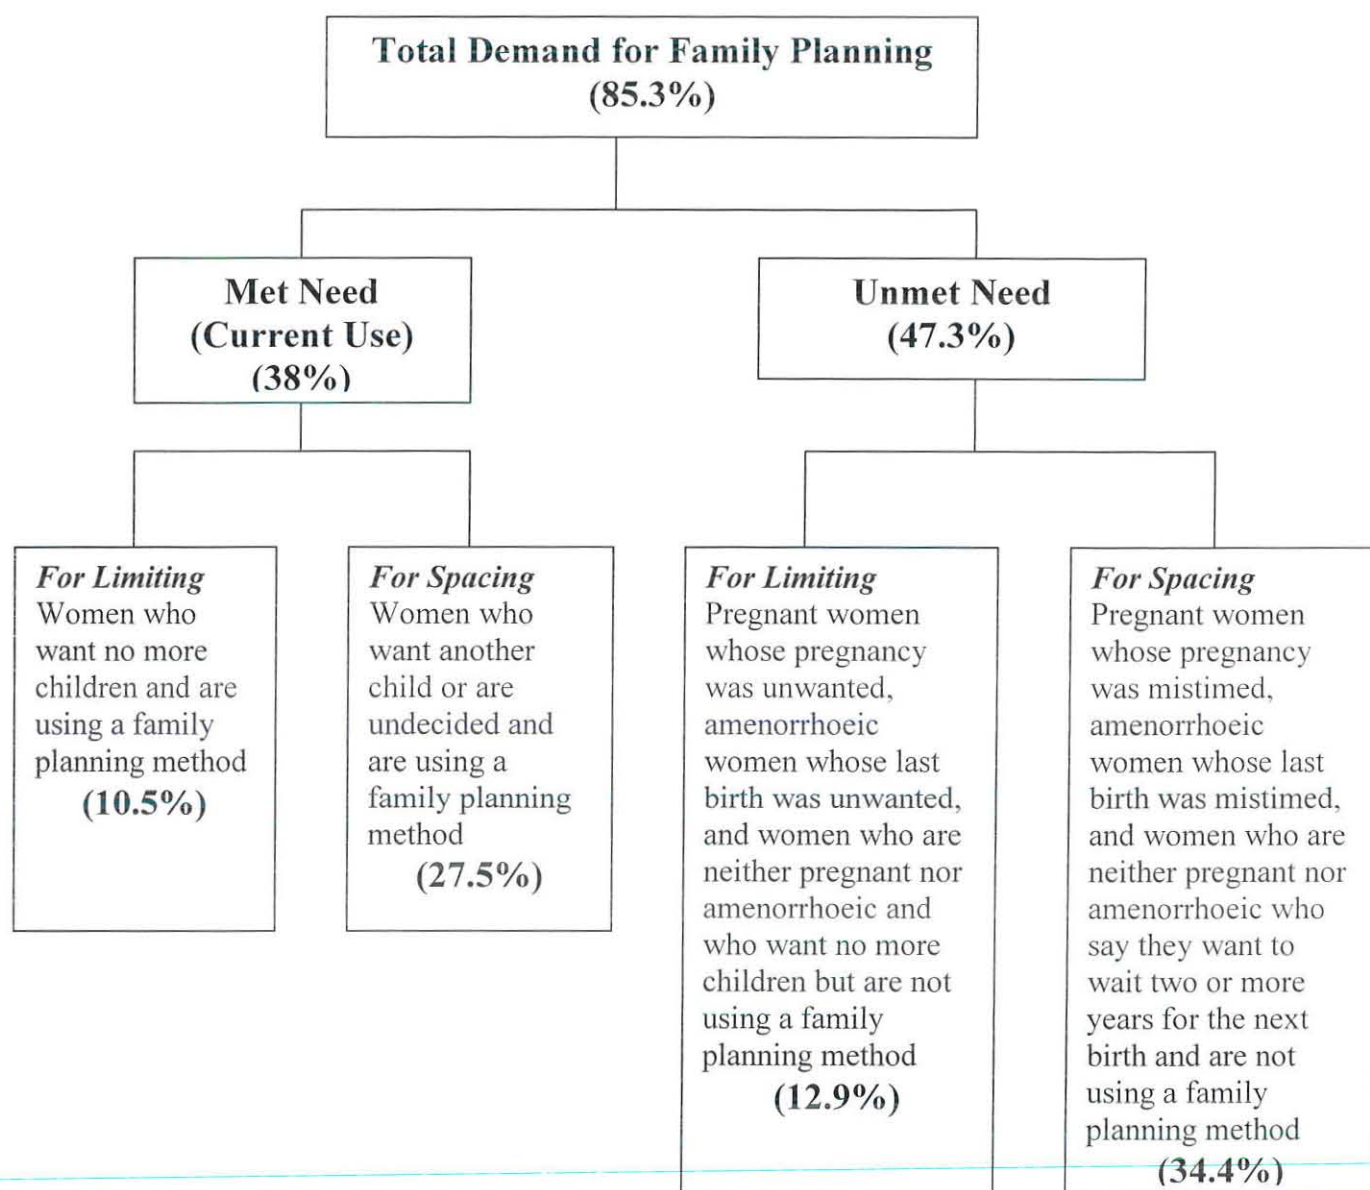 Total Demand for Family Planning
(85.3%)
Met Need
(Current Use)
(38%)
Unmet Need
(47.3%)
For Limiting
Women who
want no more
children and are
using a family
planning method
(10.5%)
For Spacing
Women who
want another
child or are
undecided and
are using a
family planning
method
(27.5%)
For Limiting
Pregnant women
whose pregnancy
was unwanted,
amenorrhoeic
women whose last
birth was unwanted,
and women who are
neither pregnant nor
amenorrhoeic and
who want no more
children but are not
using a family
planning method
(12.9%)
For Spacing
Pregnant women
whose pregnancy
was mistimed,
amenorrhoeic
women whose last
birth was mistimed,
and women who are
neither pregnant nor
amenorrhoeic who
say they want to
wait two or more
years for the next
birth and are not
using a family
planning method
(34.4%)